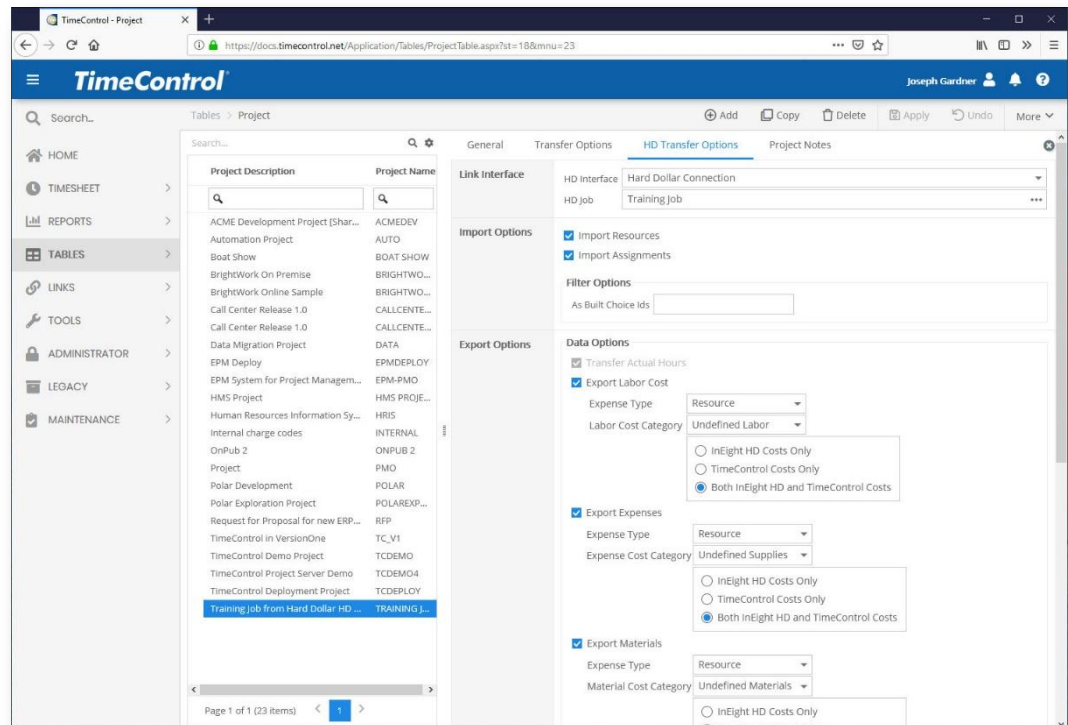 TimeControl - Project
https://docs.timecontrol.net/Application/Tables/ProjectTable.aspx?st=18&mnu=23
TimeControl
Joseph Gardner
Search...
HOME
TIMESHEET
REPORTS
TABLES
LINKS
TOOLS
ADMINISTRATOR
LEGACY
MAINTENANCE
Tables > Project
Add Copy Delete Apply Undo More
Search...
Project Description Project Name
ACME Development Project [Shar... ACMEDEV
Automation Project AUTO
Boat Show BOAT SHOW
BrightWork On Premise BRIGHTWO...
BrightWork Online Sample BRIGHTWO...
Call Center Release 1.0 CALLCENTE...
Call Center Release 1.0 CALLCENTE...
Data Migration Project DATA
EPM Deploy EPMDEPLOY
EPM System for Project Managem... EPM-PMO
HMS Project HMS PROJE...
Human Resources Information Sy... HRIS
Internal charge codes INTERNAL
OnPub 2 ONPUB 2
Project PMO
Polar Development POLAR
Polar Exploration Project POLAREXP...
Request for Proposal for new ERP... RFP
TimeControl in VersionOne TC_V1
TimeControl Demo Project TCDEMO
TimeControl Project Server Demo TCDEMO4
TimeControl Deployment Project TCDEPLOY
Training Job from Hard Dollar HD ... TRAINING J...
Page 1 of 1 (23 items) < 1 >
General Transfer Options HD Transfer Options Project Notes
Link Interface
HD Interface Hard Dollar Connection
HD Job Training Job ...
Import Options
Import Resources
Import Assignments
Filter Options
As Built Choice Ids
Export Options
Data Options
Transfer Actual Hours
Export Labor Cost
Expense Type Resource
Labor Cost Category Undefined Labor
InEight HD Costs Only
TimeControl Costs Only
Both InEight HD and TimeControl Costs
Export Expenses
Expense Type Resource
Expense Cost Category Undefined Supplies
InEight HD Costs Only
TimeControl Costs Only
Both InEight HD and TimeControl Costs
Export Materials
Expense Type Resource
Material Cost Category Undefined Materials
InEight HD Costs Only